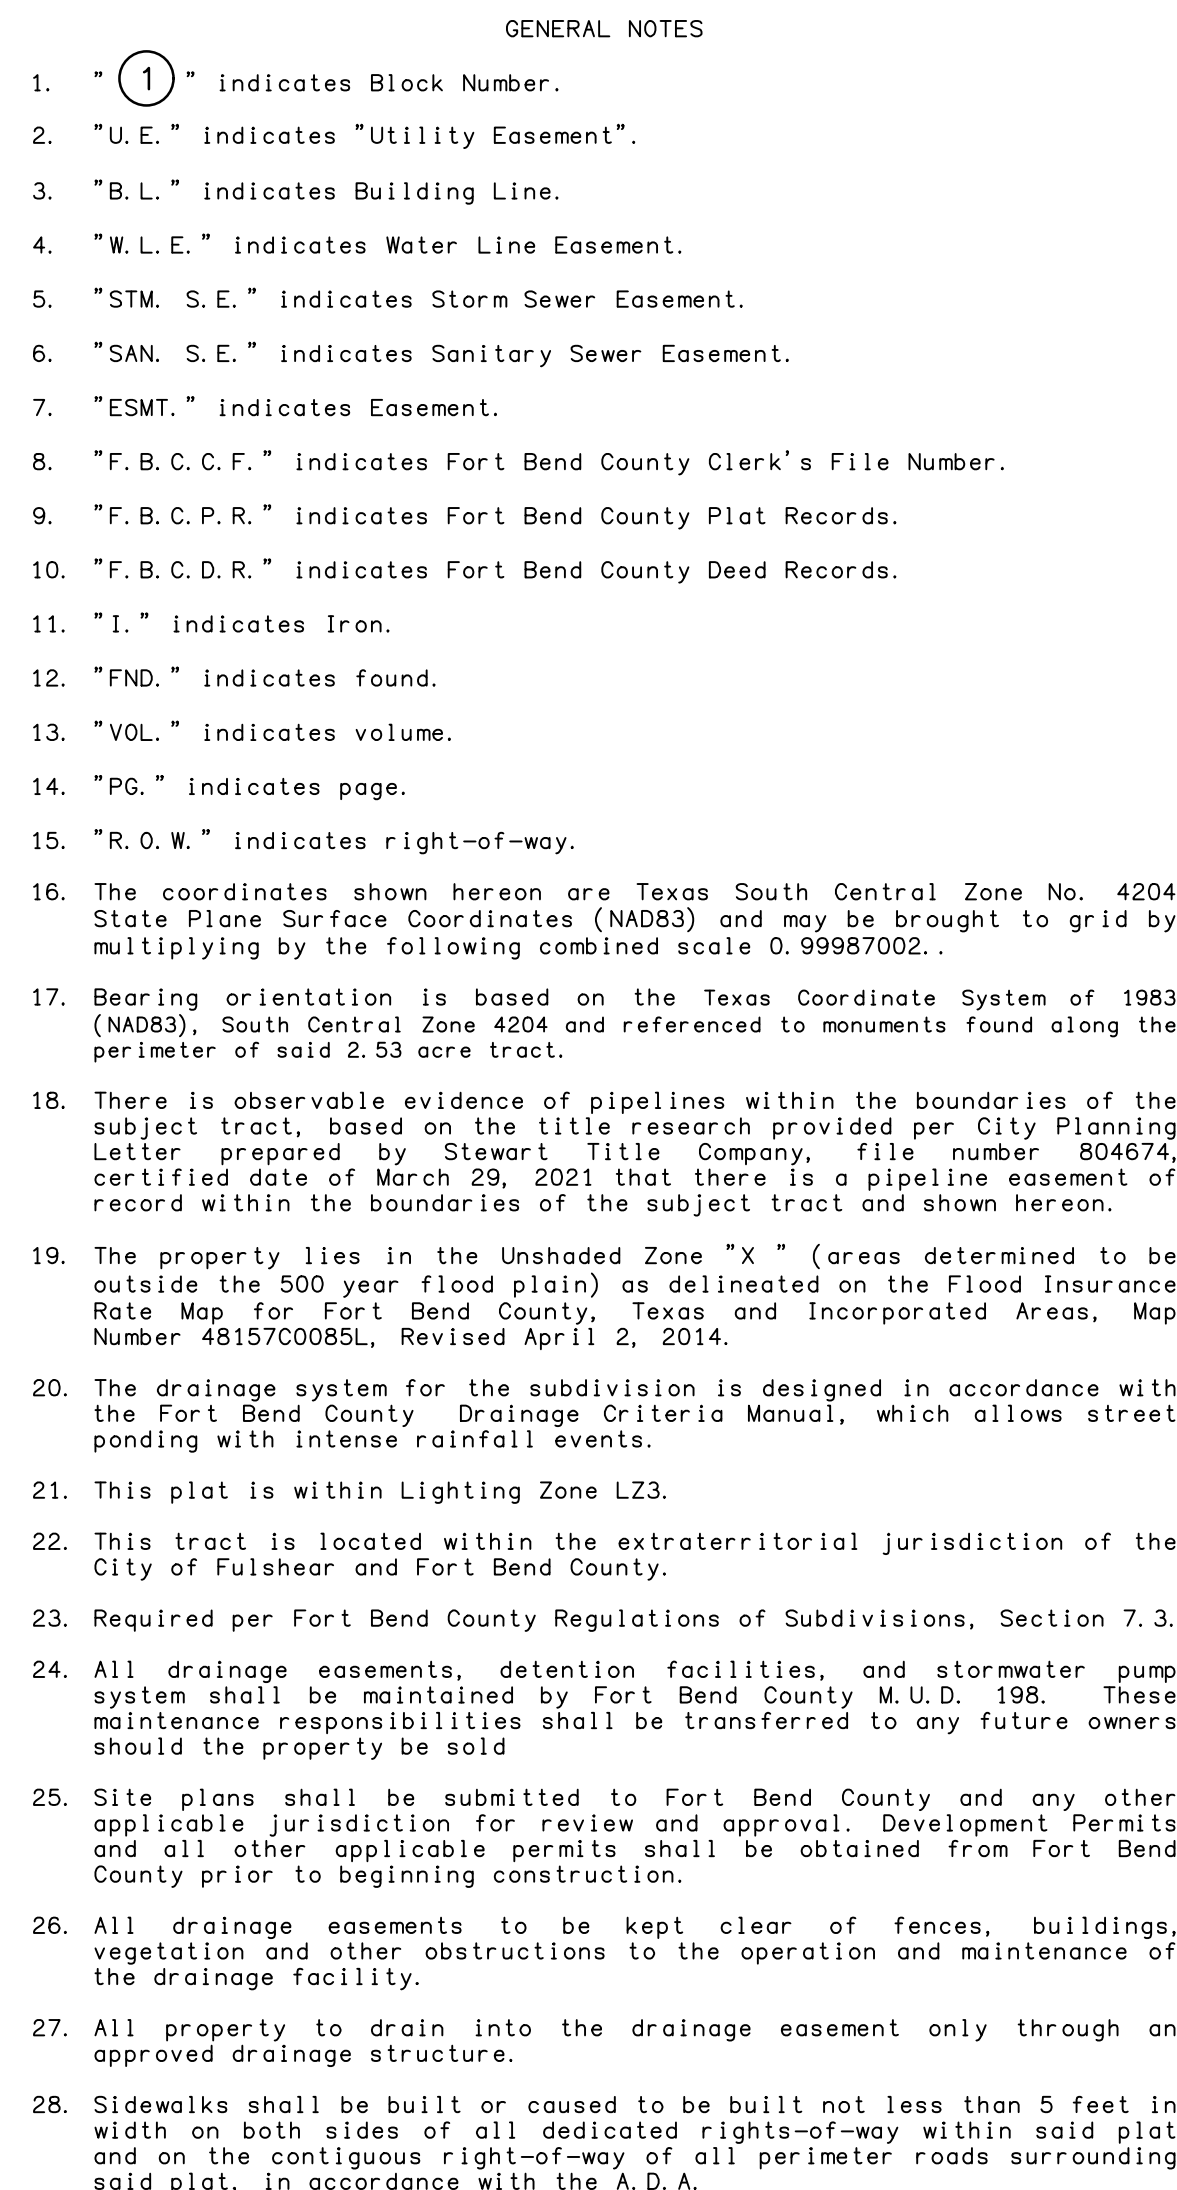 GENERAL NOTES
1. " 1 " indicates Block Number.
2. "U.E." indicates "Utility Easement".
3. "B.L." indicates Building Line.
4. "W.L.E." indicates Water Line Easement.
5. "STM. S.E." indicates Storm Sewer Easement.
6. "SAN. S.E." indicates Sanitary Sewer Easement.
7. "ESMT." indicates Easement.
8. "F.B.C.C.F." indicates Fort Bend County Clerk's File Number.
9. "F.B.C.P.R." indicates Fort Bend County Plat Records.
10. "F.B.C.D.R." indicates Fort Bend County Deed Records.
11. "I." indicates Iron.
12. "FND." indicates found.
13. "VOL." indicates volume.
14. "PG." indicates page.
15. "R.O.W." indicates right-of-way.
16. The coordinates shown hereon are Texas South Central Zone No. 4204
State Plane Surface Coordinates (NAD83) and may be brought to grid by
multiplying by the following combined scale 0.99987002..
17. Bearing orientation is based on the Texas Coordinate System of 1983
(NAD83), South Central Zone 4204 and referenced to monuments found along the
perimeter of said 2.53 acre tract.
18. There is observable evidence of pipelines within the boundaries of the
subject tract, based on the title research provided per City Planning
Letter prepared by Stewart Title Company, file number 804674,
certified date of March 29, 2021 that there is a pipeline easement of
record within the boundaries of the subject tract and shown hereon.
19. The property lies in the Unshaded Zone "X " (areas determined to be
outside the 500 year flood plain) as delineated on the Flood Insurance
Rate Map for Fort Bend County, Texas and Incorporated Areas, Map
Number 48157C0085L, Revised April 2, 2014.
20. The drainage system for the subdivision is designed in accordance with
the Fort Bend County Drainage Criteria Manual, which allows street
ponding with intense rainfall events.
21. This plat is within Lighting Zone LZ3.
22. This tract is located within the extraterritorial jurisdiction of the
City of Fulshear and Fort Bend County.
23. Required per Fort Bend County Regulations of Subdivisions, Section 7.3.
24. All drainage easements, detention facilities, and stormwater pump
system shall be maintained by Fort Bend County M.U.D. 198. These
maintenance responsibilities shall be transferred to any future owners
should the property be sold
25. Site plans shall be submitted to Fort Bend County and any other
applicable jurisdiction for review and approval. Development Permits
and all other applicable permits shall be obtained from Fort Bend
County prior to beginning construction.
26. All drainage easements to be kept clear of fences, buildings,
vegetation and other obstructions to the operation and maintenance of
the drainage facility.
27. All property to drain into the drainage easement only through an
approved drainage structure.
28. Sidewalks shall be built or caused to be built not less than 5 feet in
width on both sides of all dedicated rights-of-way within said plat
and on the contiguous right-of-way of all perimeter roads surrounding
said plat, in accordance with the A.D.A.